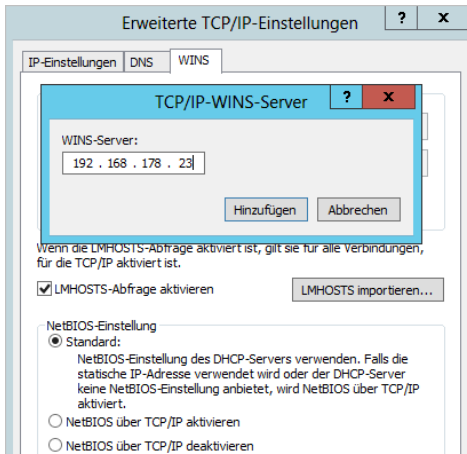 Erweiterte TCP/IP-Einstellungen ? x
IP-Einstellungen DNS WINS
TCP/IP-WINS-Server ? x
WINS-Server:
192 . 168 . 178 . 23
Hinzufügen Abbrechen
Wenn die LMHOSTS-Abfrage aktiviert ist, gilt sie für alle Verbindungen,
für die TCP/IP aktiviert ist.
LMHOSTS-Abfrage aktivieren LMHOSTS importieren...
NetBIOS-Einstellung
Standard:
NetBIOS-Einstellung des DHCP-Servers verwenden. Falls die
statische IP-Adresse verwendet wird oder der DHCP-Server
keine NetBIOS-Einstellung anbietet, wird NetBIOS über TCP/IP
aktiviert.
NetBIOS über TCP/IP aktivieren
NetBIOS über TCP/IP deaktivieren